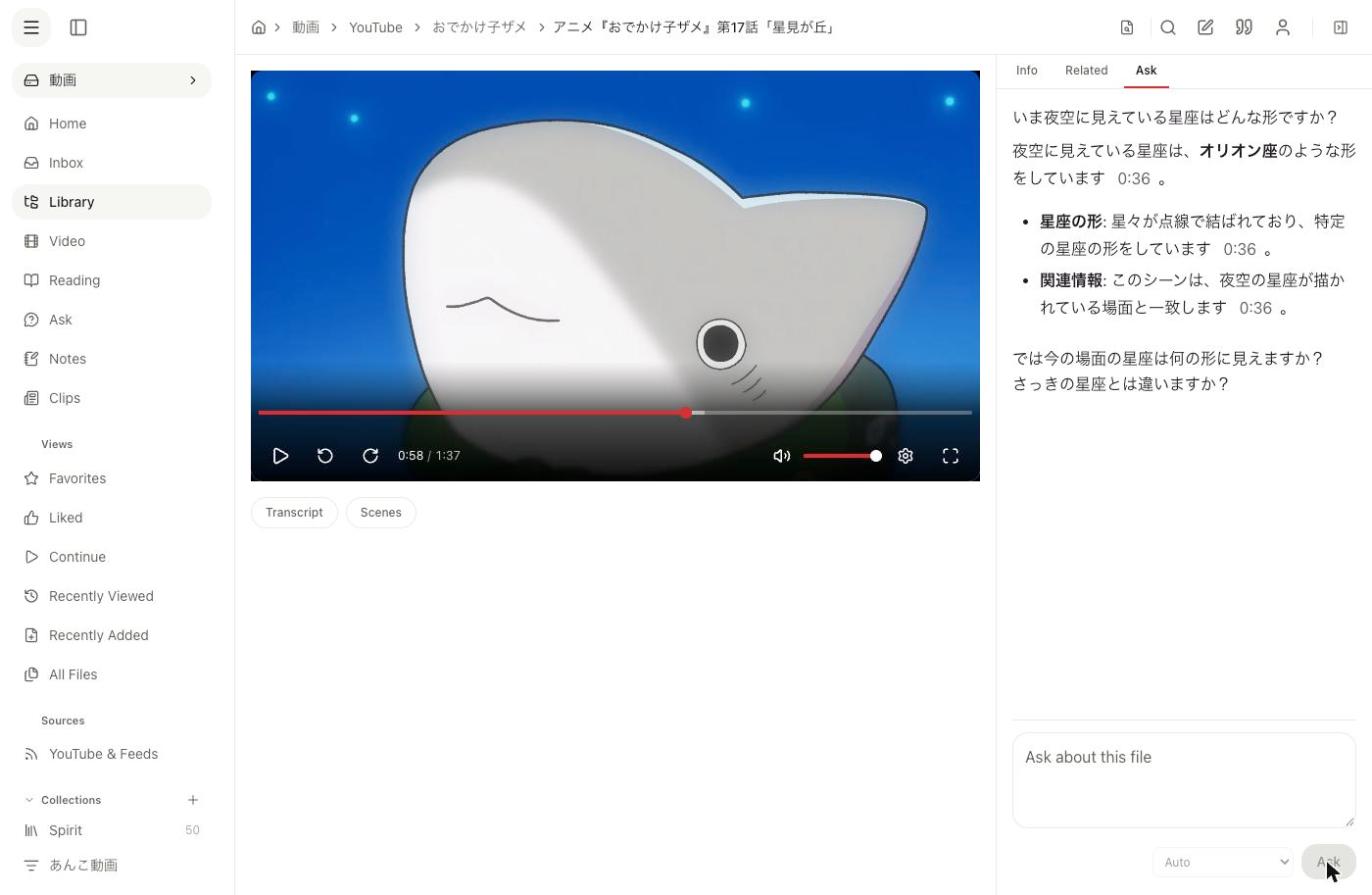 動画
Home
Inbox
Library
Video
Reading
Ask
Notes
Clips
Views
Favorites
Liked
Continue
Recently Viewed
Recently Added
All Files
Sources
YouTube & Feeds
Collections
Spirit 50
あんこ動画
動画 YouTube おでかけ子ザメ アニメ『おでかけ子ザメ』第17話「星見が丘」
0:58 / 1:37
Transcript Scenes
Info Related Ask
いま夜空に見えている星座はどんな形ですか？
夜空に見えている星座は、オリオン座のような形
をしています 0:36 。
• 星座の形: 星々が点線で結ばれており、特定
の星座の形をしています 0:36 。
• 関連情報: このシーンは、夜空の星座が描か
れている場面と一致します 0:36 。
では今の場面の星座は何の形に見えますか？
さっきの星座とは違いますか？
Ask about this file
Auto Ask